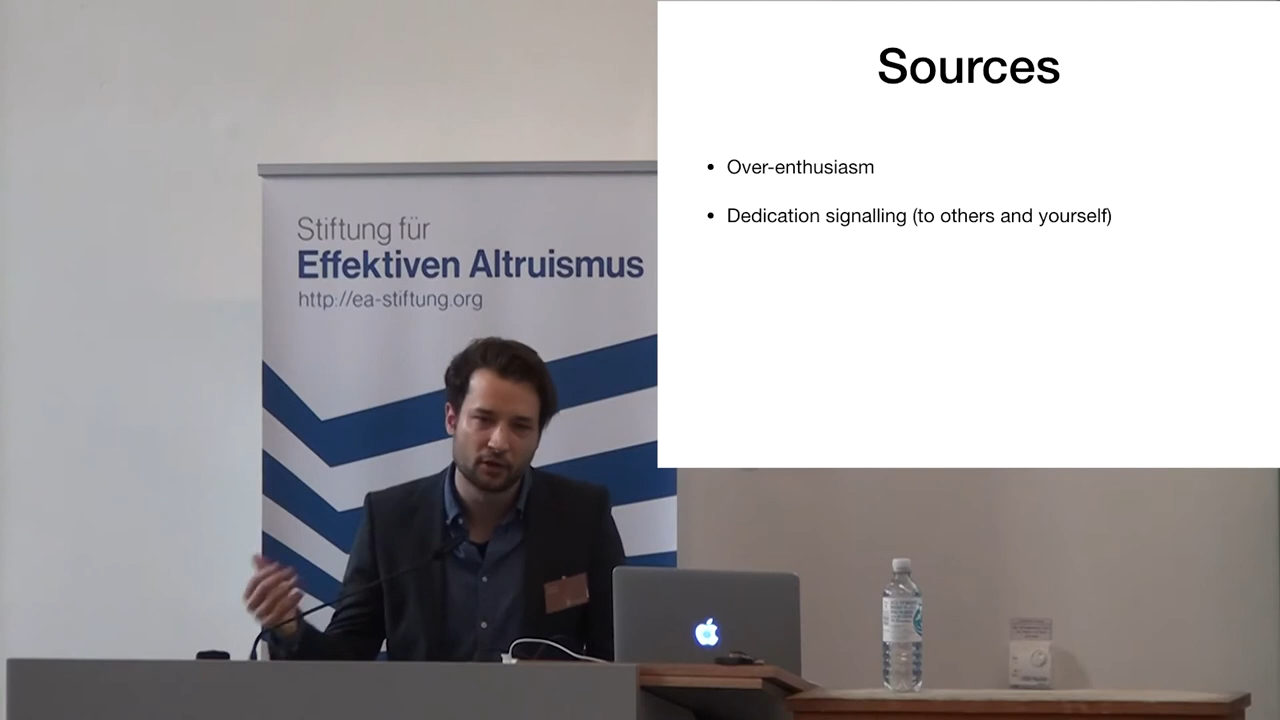 Sources
• Over-enthusiasm
• Dedication signalling (to others and yourself)
Stiftung für
Effektiven Altruismus
http://ea-stiftung.org